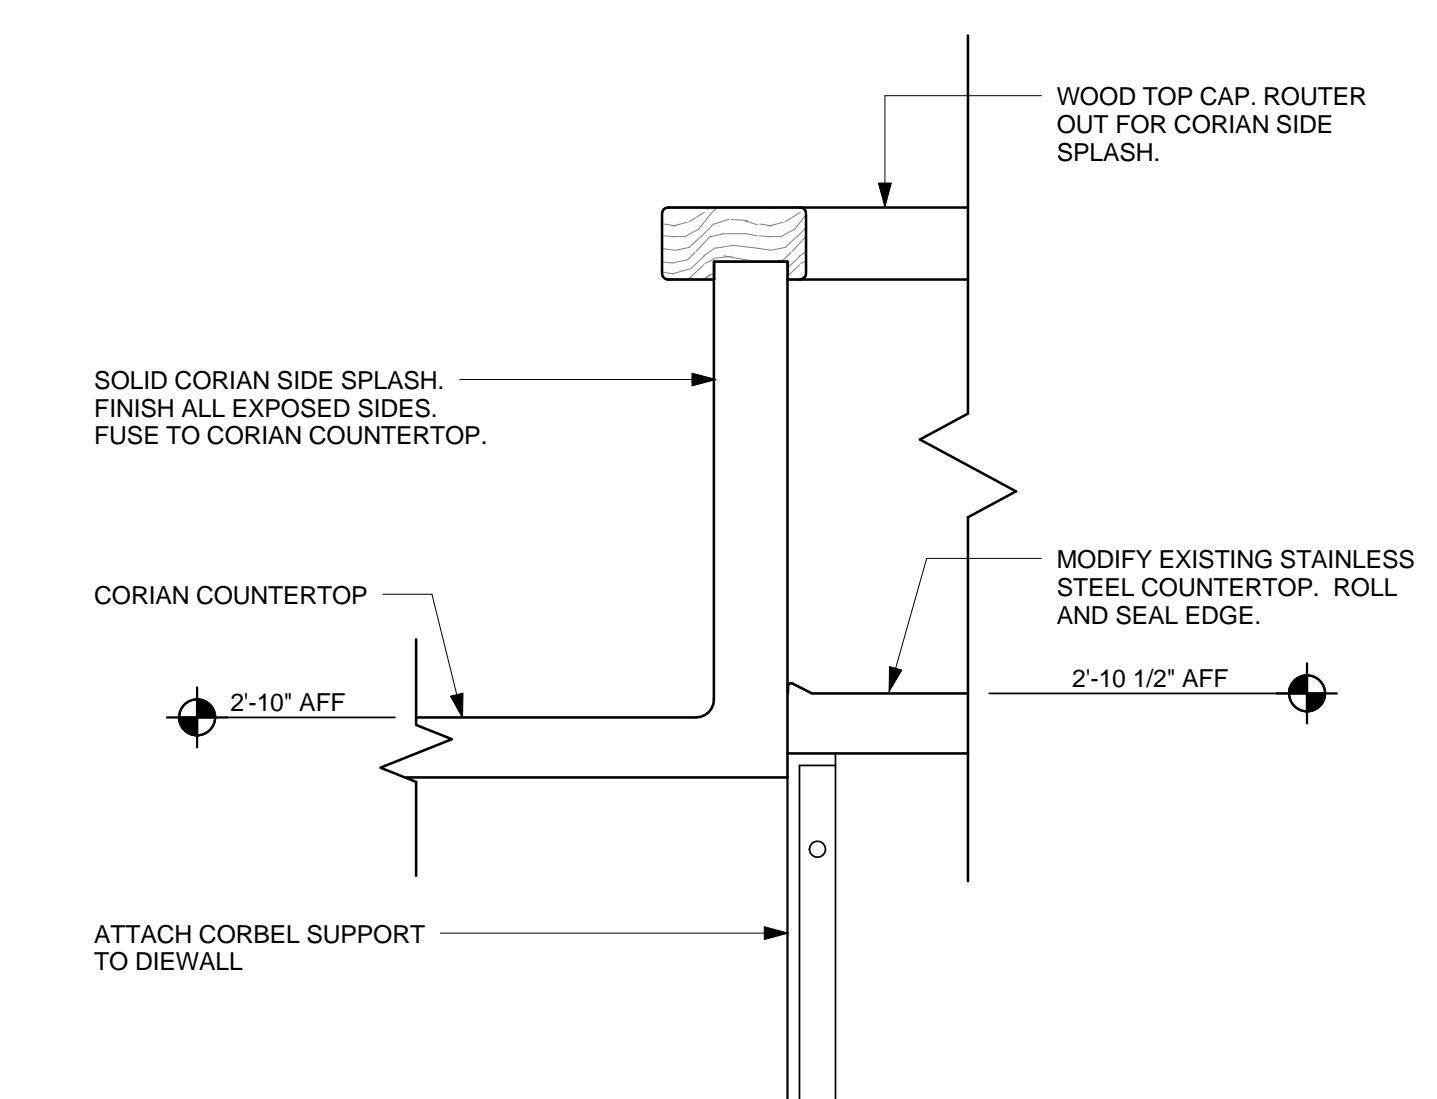 WOOD TOP CAP. ROUTER
OUT FOR CORIAN SIDE
SPLASH.
SOLID CORIAN SIDE SPLASH.
FINISH ALL EXPOSED SIDES.
FUSE TO CORIAN COUNTERTOP.
MODIFY EXISTING STAINLESS
STEEL COUNTERTOP.  ROLL
AND SEAL EDGE.
CORIAN COUNTERTOP
2'-10 1/2" AFF
2'-10" AFF
ATTACH CORBEL SUPPORT
TO DIEWALL